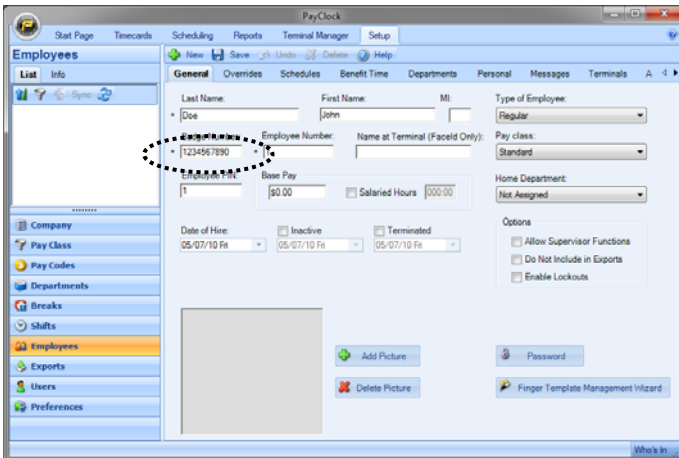 PayClock
Start Page Timecards Scheduling Reports Terminal Manager Setup
Employees New Save Undo Delete Help
List Info General Overrides Schedules Benefit Time Departments Personal Messages Terminals A
Sync
Last Name: First Name: MI: Type of Employee:
* Doe John Regular
Badge Number Employee Number: Name at Terminal (FaceId Only): Pay class:
* 1234567890 * Standard
Employee PIN: Base Pay Home Department:
1 $0.00 Salaried Hours 000:00 Not Assigned
Company
Options
Date of Hire: Inactive Terminated
Allow Supervisor Functions
Pay Class 05/07/10 Fri 05/07/10 Fri 05/07/10 Fri
Do Not Include in Exports
Pay Codes
Enable Lockouts
Departments
Breaks
Shifts
Employees
Add Picture Password
Exports
Users
Delete Picture Finger Template Management Wizard
Preferences
Who's In